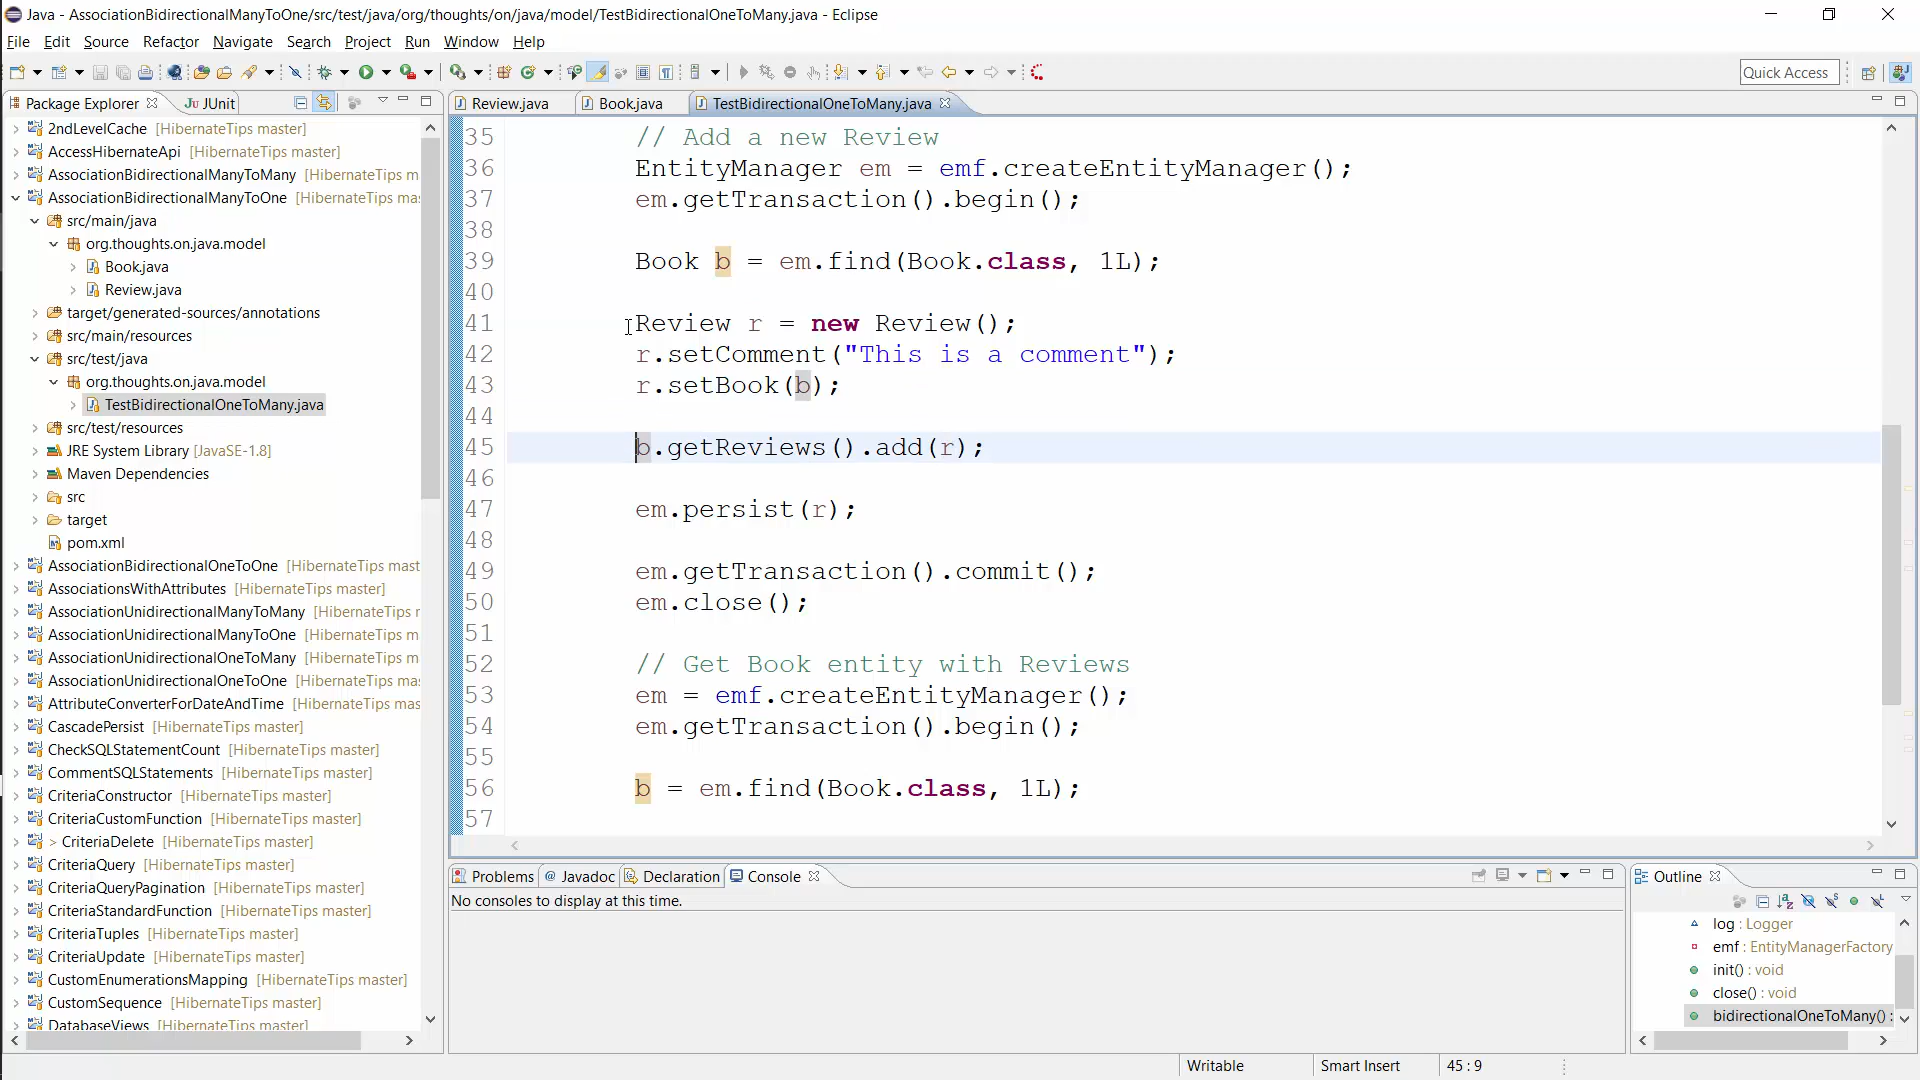 Java - AssociationBidirectionalManyToOne/src/test/java/org/thoughts/on/java/model/TestBidirectionalOneToMany.java - Eclipse
File Edit Source Refactor Navigate Search Project Run Window Help
Quick Access
Package Explorer JUnit
2ndLevelCache [HibernateTips master]
AccessHibernateApi [HibernateTips master]
AssociationBidirectionalManyToMany [HibernateTips m
AssociationBidirectionalManyToOne [HibernateTips mas
src/main/java
org.thoughts.on.java.model
Book.java
Review.java
target/generated-sources/annotations
src/main/resources
src/test/java
org.thoughts.on.java.model
TestBidirectionalOneToMany.java
src/test/resources
JRE System Library [JavaSE-1.8]
Maven Dependencies
src
target
pom.xml
AssociationBidirectionalOneToOne [HibernateTips mast
AssociationsWithAttributes [HibernateTips master]
AssociationUnidirectionalManyToMany [HibernateTips r
AssociationUnidirectionalManyToOne [HibernateTips m
AssociationUnidirectionalOneToMany [HibernateTips m
AssociationUnidirectionalOneToOne [HibernateTips mas
AttributeConverterForDateAndTime [HibernateTips mas
CascadePersist [HibernateTips master]
CheckSQLStatementCount [HibernateTips master]
CommentSQLStatements [HibernateTips master]
CriteriaConstructor [HibernateTips master]
CriteriaCustomFunction [HibernateTips master]
> CriteriaDelete [HibernateTips master]
CriteriaQuery [HibernateTips master]
CriteriaQueryPagination [HibernateTips master]
CriteriaStandardFunction [HibernateTips master]
CriteriaTuples [HibernateTips master]
CriteriaUpdate [HibernateTips master]
CustomEnumerationsMapping [HibernateTips master]
CustomSequence [HibernateTips master]
DatabaseViews [HibernateTips master]
Review.java Book.java TestBidirectionalOneToMany.java
35 // Add a new Review
36 EntityManager em = emf.createEntityManager();
37 em.getTransaction().begin();
38
39 Book b = em.find(Book.class, 1L);
40
41 Review r = new Review();
42 r.setComment("This is a comment");
43 r.setBook(b);
44
45 b.getReviews().add(r);
46
47 em.persist(r);
48
49 em.getTransaction().commit();
50 em.close();
51
52 // Get Book entity with Reviews
53 em = emf.createEntityManager();
54 em.getTransaction().begin();
55
56 b = em.find(Book.class, 1L);
57
Problems @ Javadoc Declaration Console
No consoles to display at this time.
Outline
log : Logger
emf : EntityManagerFactory
init() : void
close() : void
bidirectionalOneToMany() :
Writable Smart Insert 45 : 9